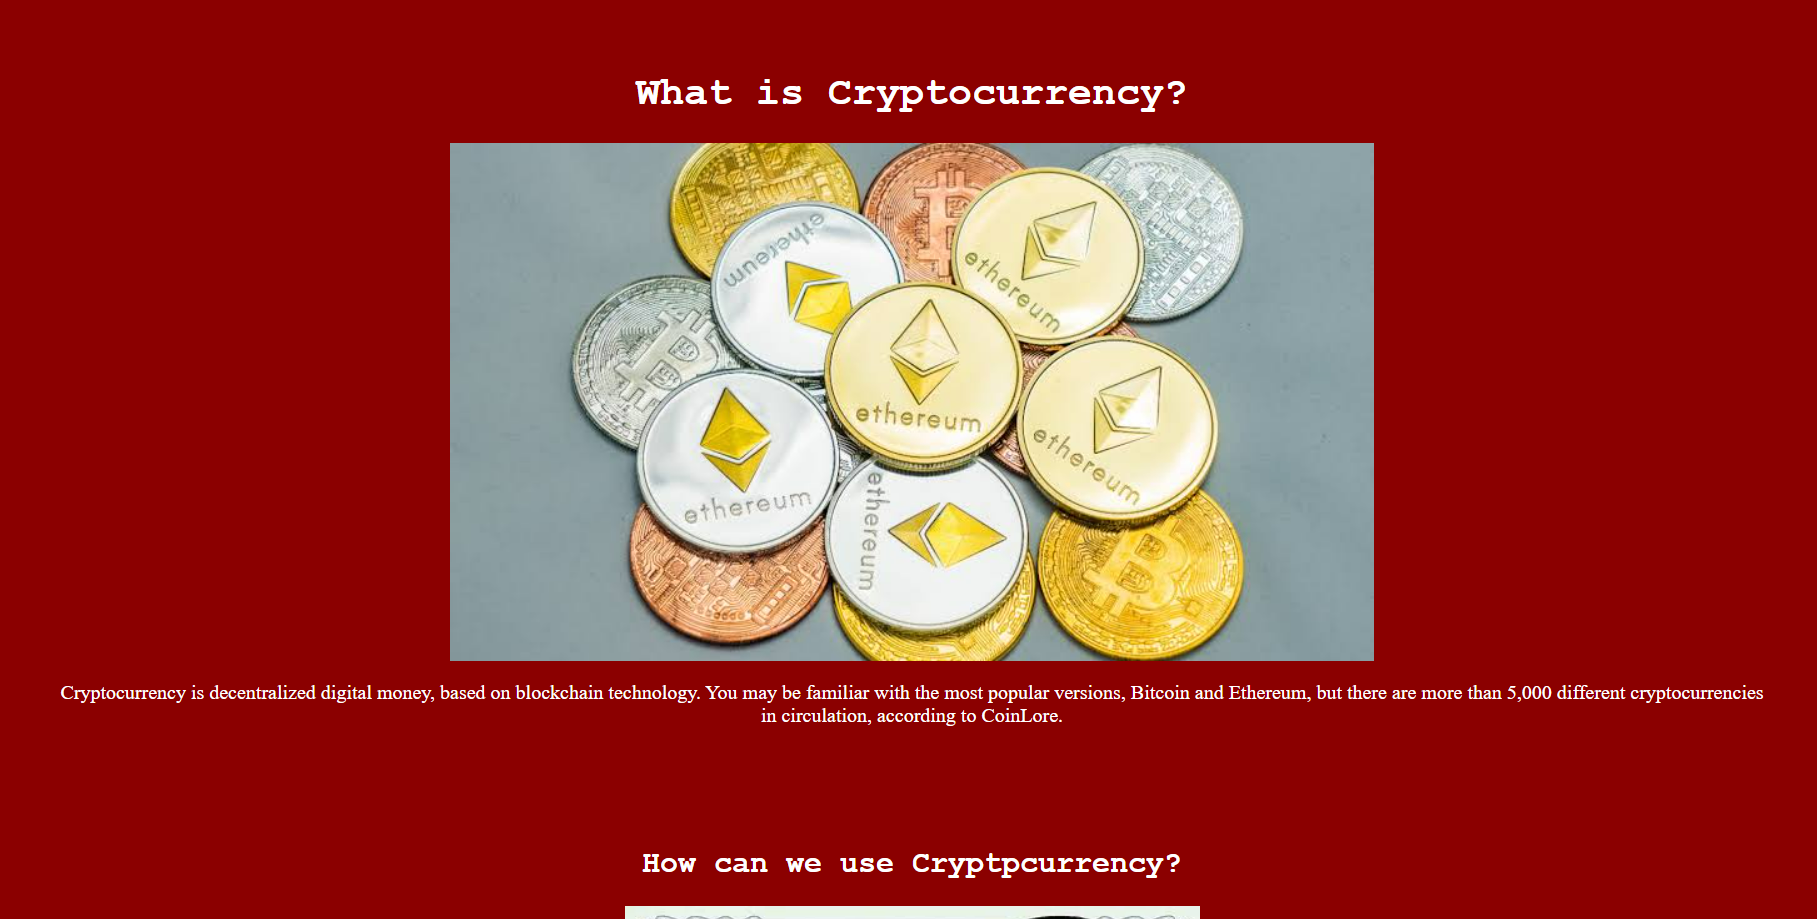 What is Cryptocurrency?
ethereum
ethereum
ethereum
ethereum
ethereum
ethereum
Cryptocurrency is decentralized digital money, based on blockchain technology. You may be familiar with the most popular versions, Bitcoin and Ethereum, but there are more than 5,000 different cryptocurrencies
in circulation, according to CoinLore.
How can we use Cryptpcurrency?